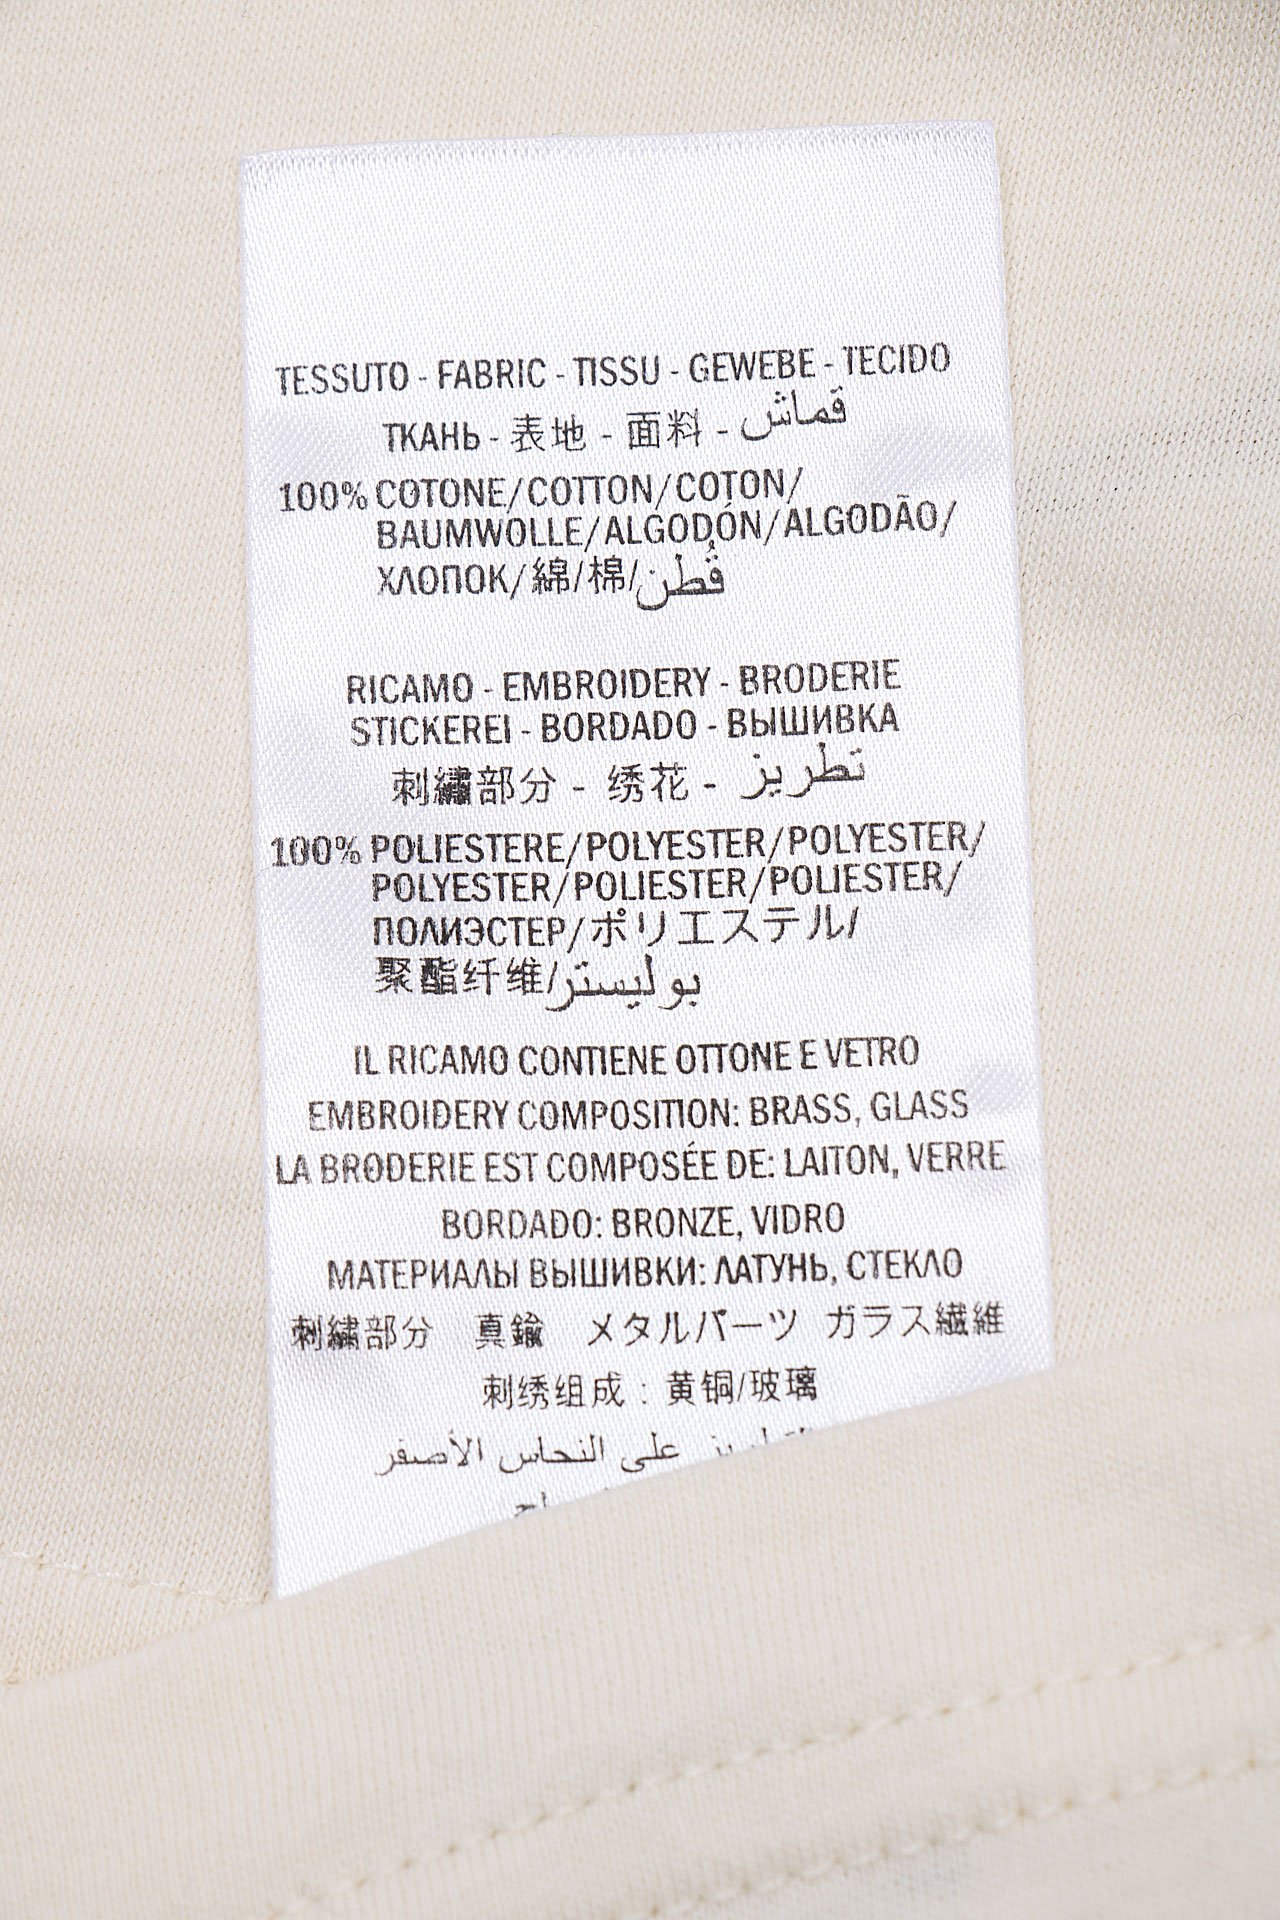 TESSUTO - FABRIC - TISSU - GEWEBE - TECIDO
ТКАНЬ - 表地 - 面料 - قماش
100% COTONE/COTTON/COTON/
BAUMWOLLE/ALGODÓN/ALGODÃO/
ХЛОПОК/綿/棉/قُطن
RICAMO - EMBROIDERY - BRODERIE
STICKEREI - BORDADO - ВЫШИВКА
刺繍部分 - 绣花 - تطريز
100% POLIESTERE/POLYESTER/POLYESTER/
POLYESTER/POLIESTER/POLIESTER/
ПОЛИЭСТЕР/ポリエステル/
聚酯纤维/بوليستر
IL RICAMO CONTIENE OTTONE E VETRO
EMBROIDERY COMPOSITION: BRASS, GLASS
LA BRODERIE EST COMPOSÉE DE: LAITON, VERRE
BORDADO: BRONZE, VIDRO
МАТЕРИАЛЫ ВЫШИВКИ: ЛАТУНЬ, СТЕКЛО
刺繍部分 真鍮 メタルパーツ ガラス繊維
刺绣组成：黄铜/玻璃
على النحاس الأصفر